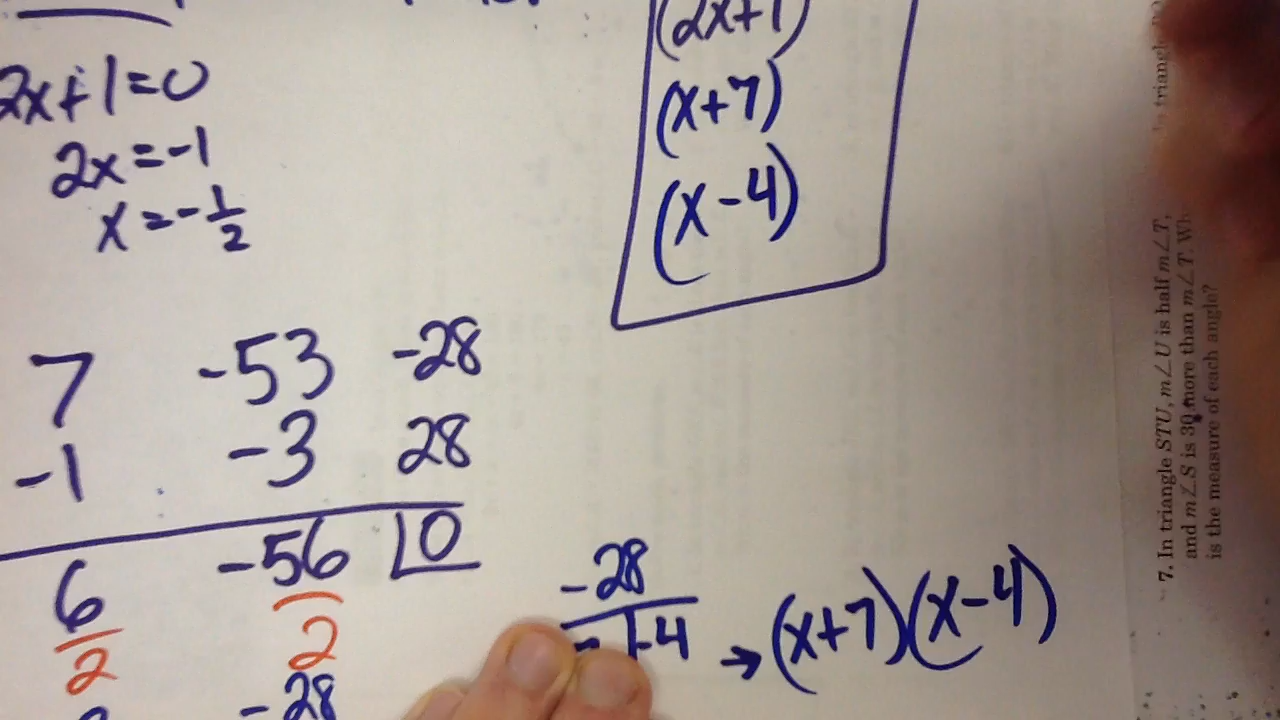 2x+1=0
2x=-1
x=-1/2
(2x+1)
(x+7)
(x-4)
7 -53 -28
-1 -3 28
6 -56 0
2 2
-28
-28
-4 → (x+7)(x-4)
7. In triangle STU, m∠U is half m∠T,
and m∠S is 30 more than m∠T.
is the measure of each angle?